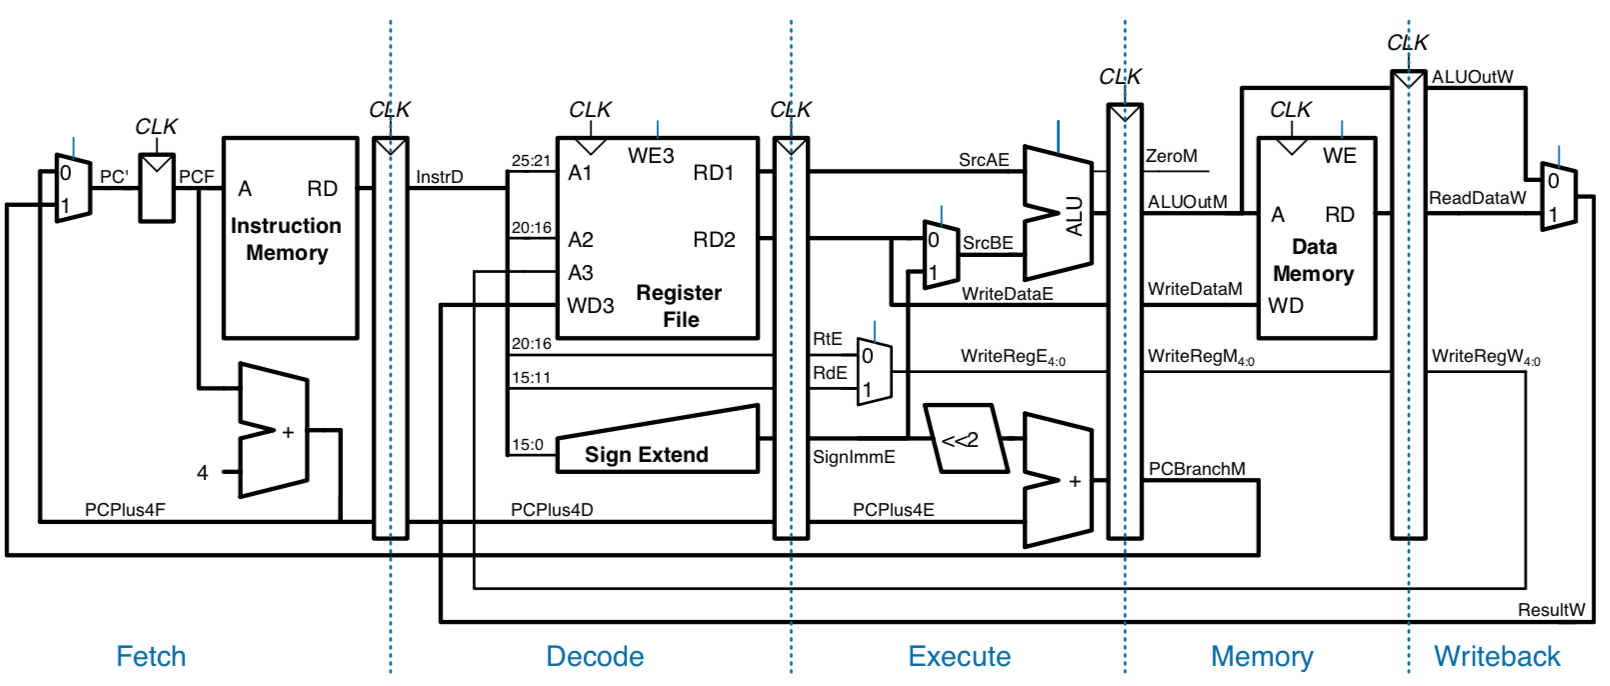 CLK
CLK
CLK
CLK
CLK
CLK
CLK
ALUOutW
0
1
PC'
PCF
A
RD
Instruction
Memory
InstrD
25:21
20:16
A1
A2
A3
WD3
WE3
RD1
RD2
Register
File
SrcAE
0
1
SrcBE
ALU
ZeroM
ALUOutM
WE
A
RD
Data
Memory
WD
ReadDataW
0
1
WriteDataE
WriteDataM
20:16
15:11
RtE
RdE
0
1
WriteRegE4:0
WriteRegM4:0
WriteRegW4:0
+
4
15:0
Sign Extend
SignImmE
<<2
+
PCBranchM
PCPlus4F
PCPlus4D
PCPlus4E
ResultW
Fetch
Decode
Execute
Memory
Writeback